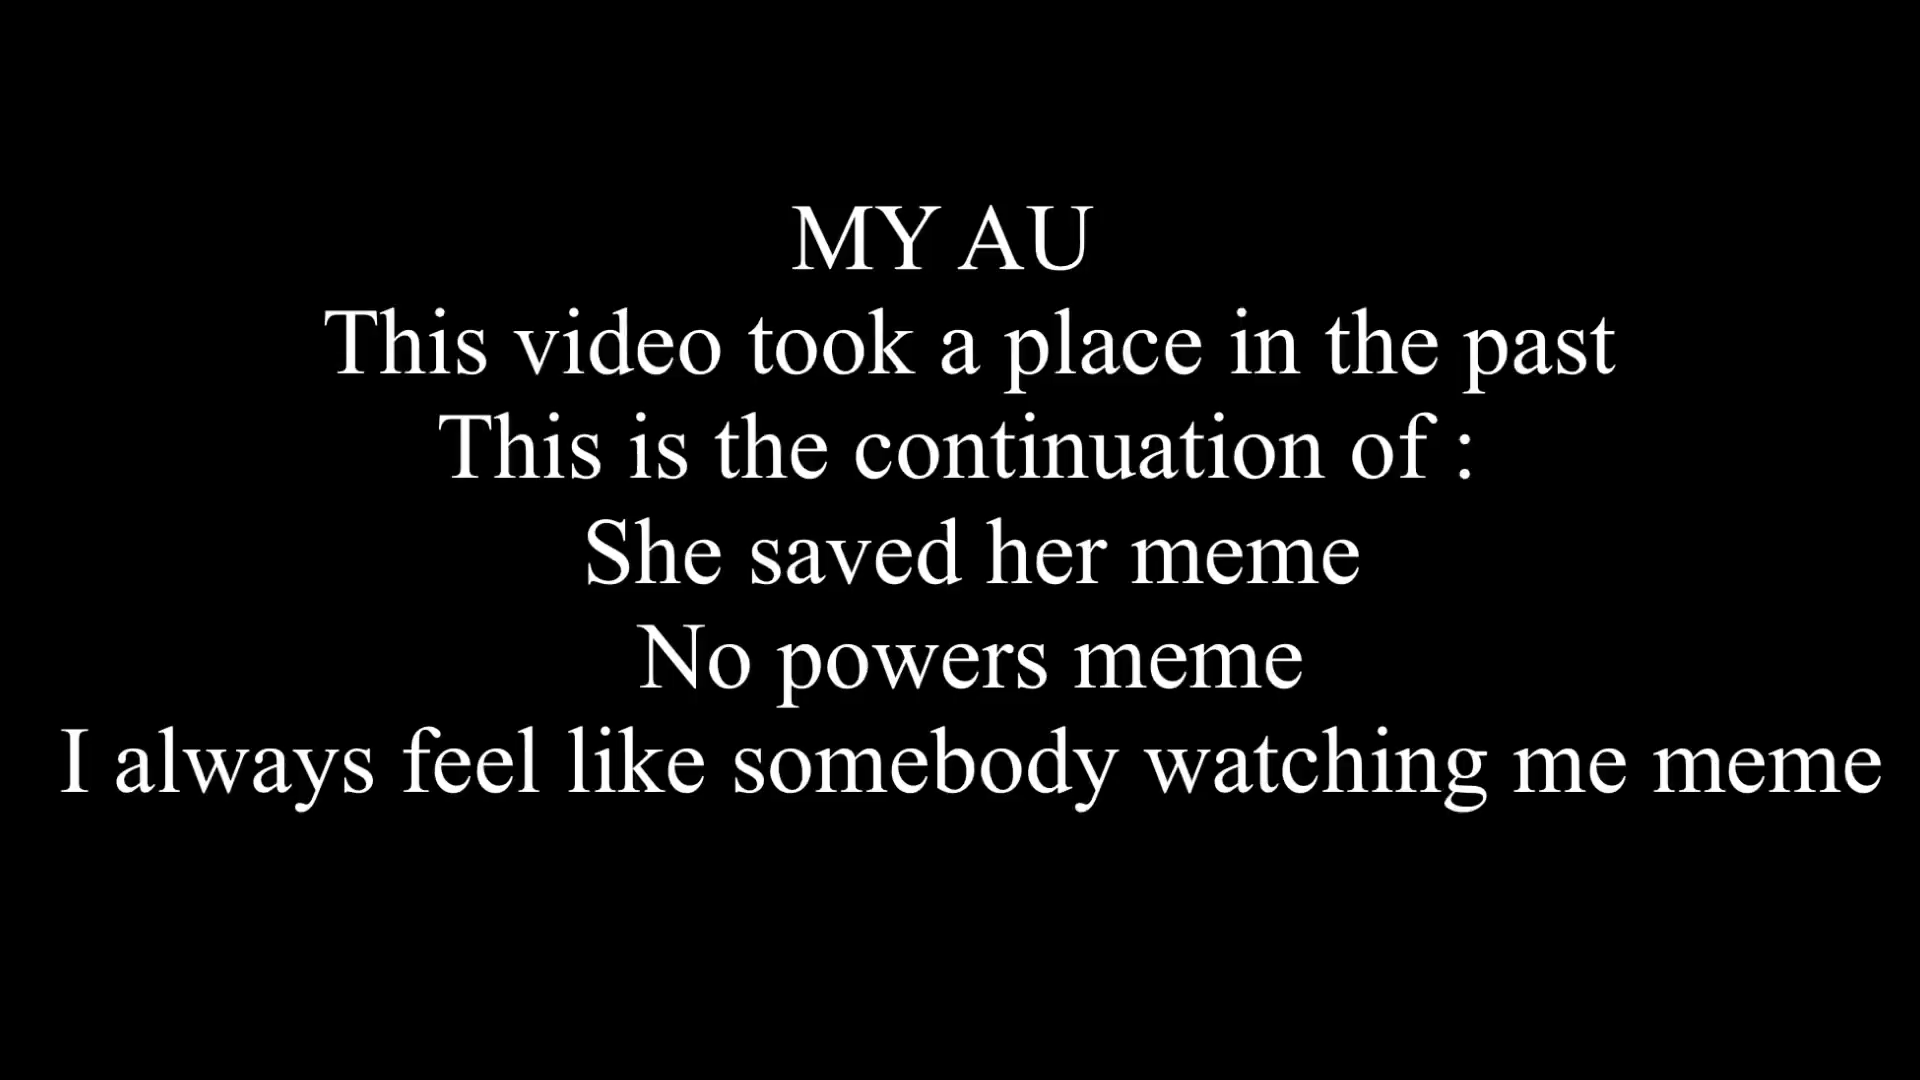 MY AU
This video took a place in the past
This is the continuation of :
She saved her meme
No powers meme
I always feel like somebody watching me meme